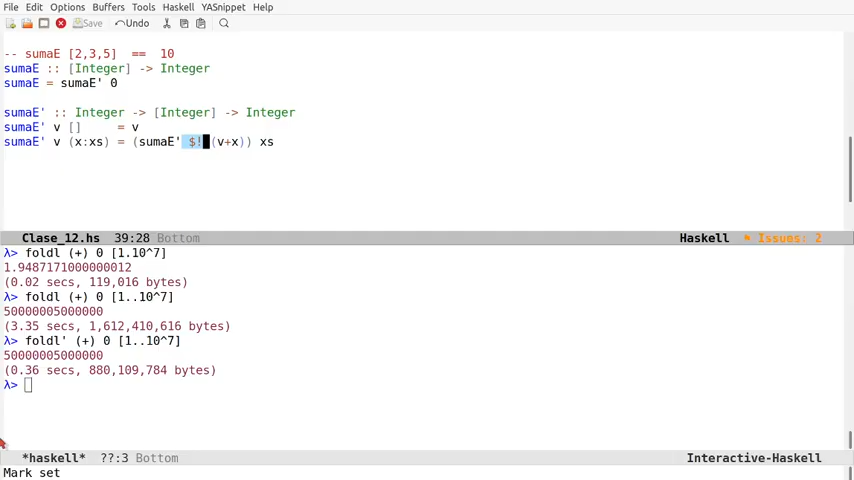 File Edit Options Buffers Tools Haskell YASnippet Help
Save Undo
-- sumaE [2,3,5]  ==  10
sumaE :: [Integer] -> Integer
sumaE = sumaE' 0
sumaE' :: Integer -> [Integer] -> Integer
sumaE' v []     = v
sumaE' v (x:xs) = (sumaE' $! (v+x)) xs
Clase_12.hs  39:28 Bottom Haskell Issues: 2
λ> foldl (+) 0 [1.10^7]
1.9487171000000012
(0.02 secs, 119,016 bytes)
λ> foldl (+) 0 [1..10^7]
50000005000000
(3.35 secs, 1,612,410,616 bytes)
λ> foldl' (+) 0 [1..10^7]
50000005000000
(0.36 secs, 880,109,784 bytes)
λ>
*haskell*  ??:3 Bottom Interactive-Haskell
Mark set